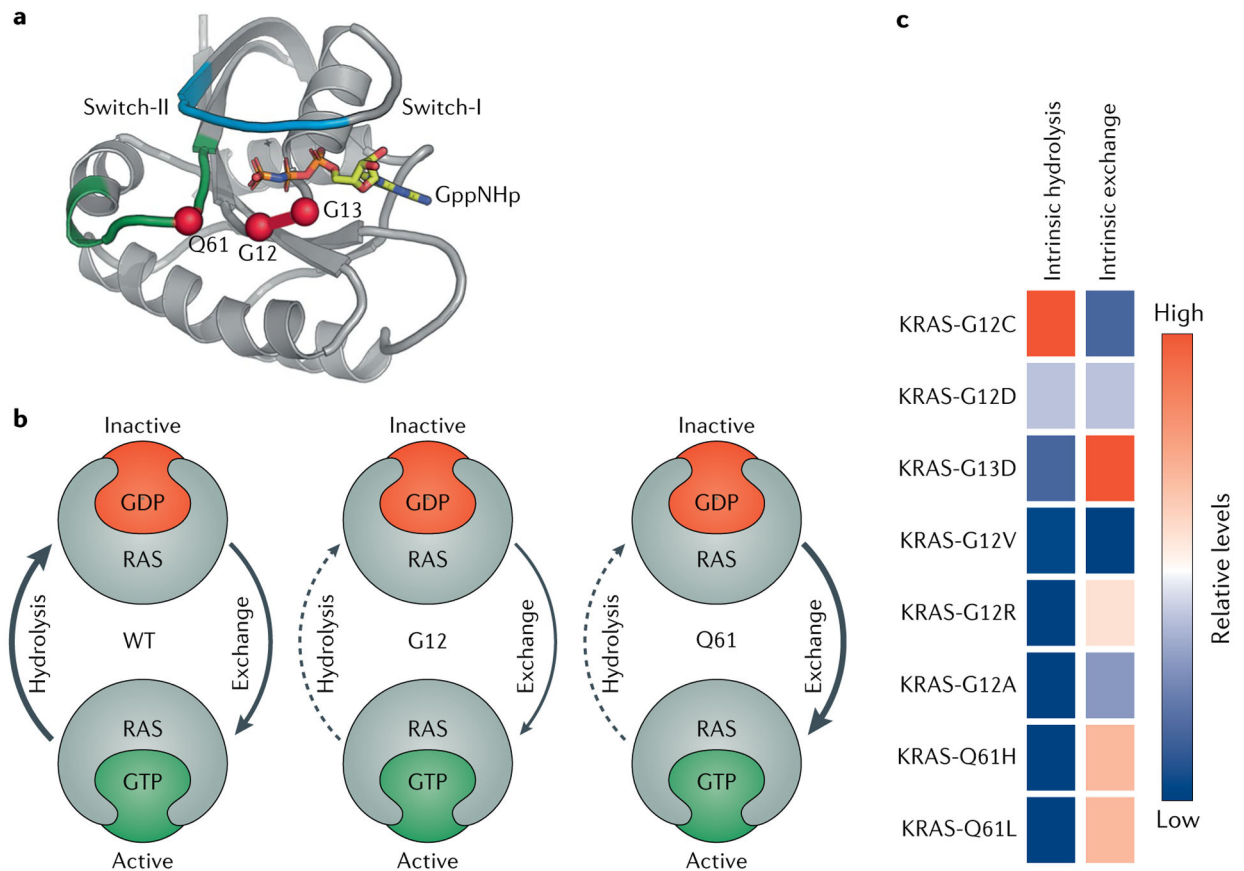 a
Switch-II
Switch-I
GppNHp
Q61
G12
G13
b
Inactive
GDP
RAS
Hydrolysis
WT
Exchange
RAS
GTP
Active
Inactive
GDP
RAS
Hydrolysis
G12
Exchange
RAS
GTP
Active
Inactive
GDP
RAS
Hydrolysis
Q61
Exchange
RAS
GTP
Active
c
Intrinsic hydrolysis
Intrinsic exchange
KRAS-G12C
KRAS-G12D
KRAS-G13D
KRAS-G12V
KRAS-G12R
KRAS-G12A
KRAS-Q61H
KRAS-Q61L
High
Relative levels
Low